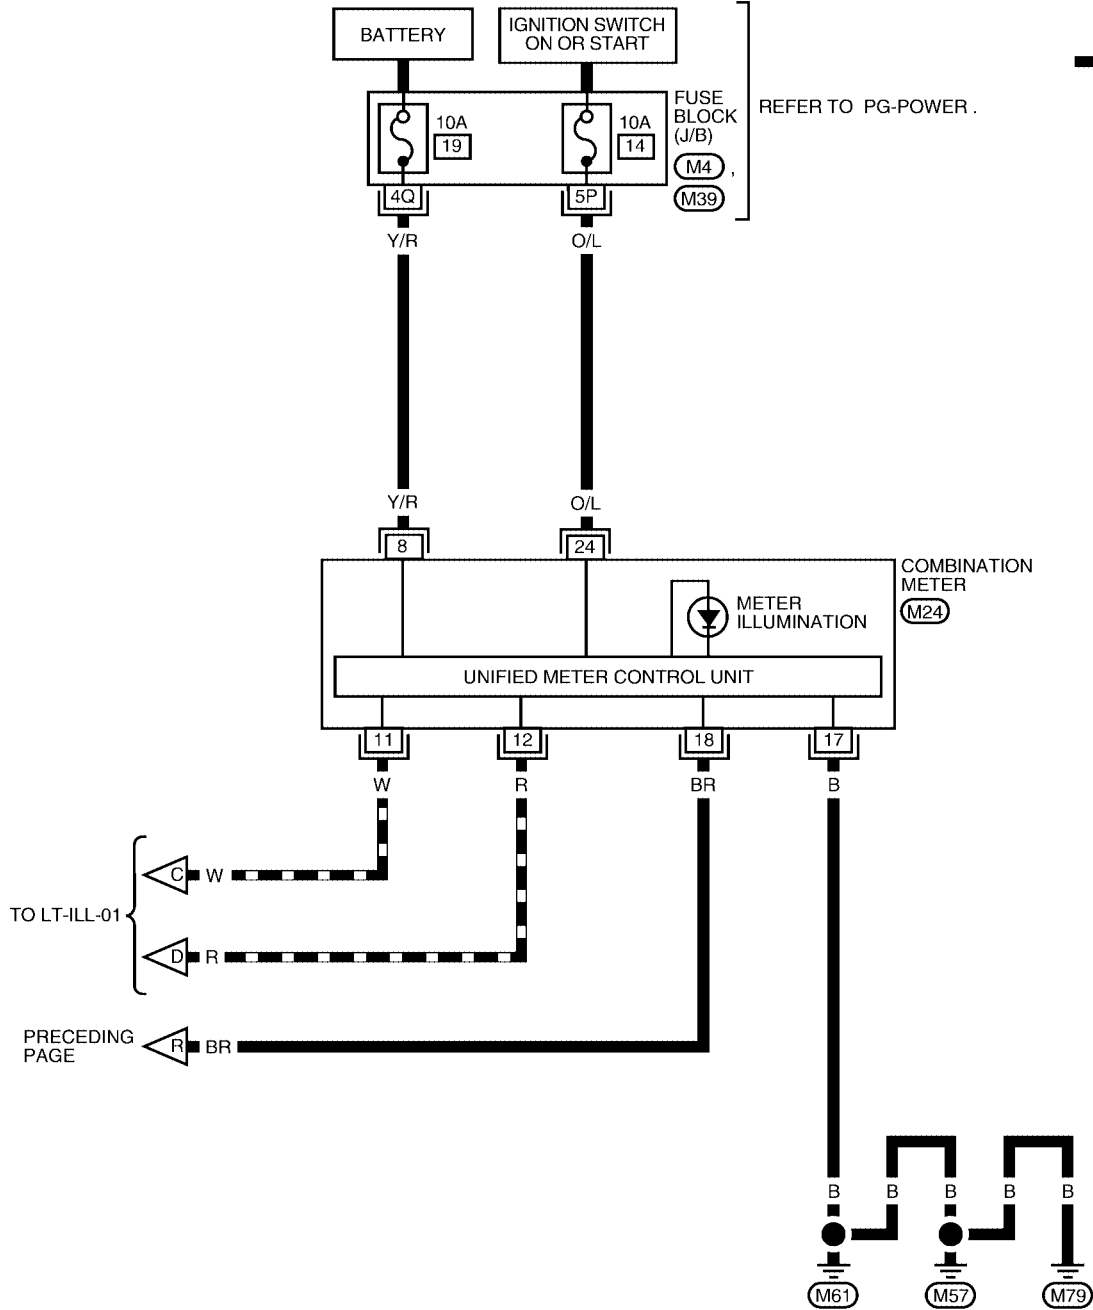 BATTERY
IGNITION SWITCH
ON OR START
10A
19
10A
14
FUSE
BLOCK
(J/B)
M4 ,
M39
REFER TO PG-POWER .
4Q
5P
Y/R
O/L
Y/R
O/L
8
24
COMBINATION
METER
M24
METER
ILLUMINATION
UNIFIED METER CONTROL UNIT
11
12
18
17
W
R
BR
B
TO LT-ILL-01
C W
D R
PRECEDING
PAGE
R BR
B B B B B
M61 M57 M79